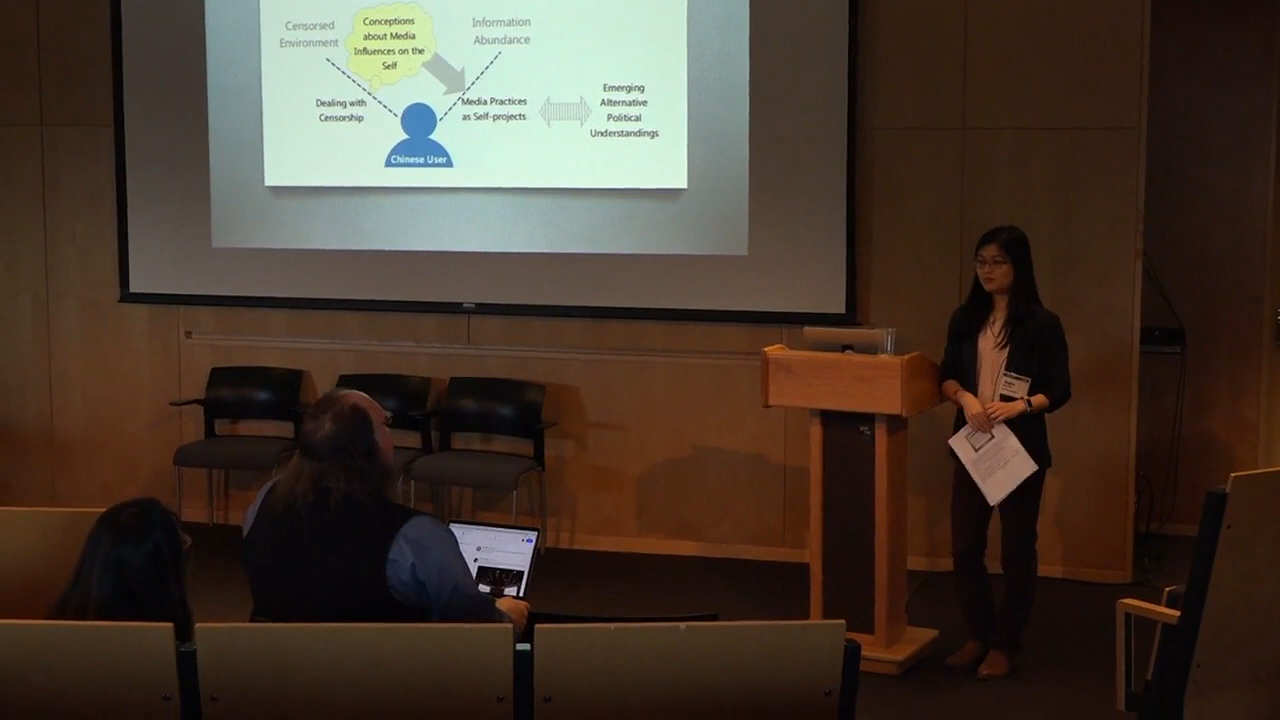 Censorsed
Environment
Conceptions
about Media
Influences on the
Self
Information
Abundance
Dealing with
Censorship
Media Practices
as Self-projects
Emerging
Alternative
Political
Understandings
Chinese User